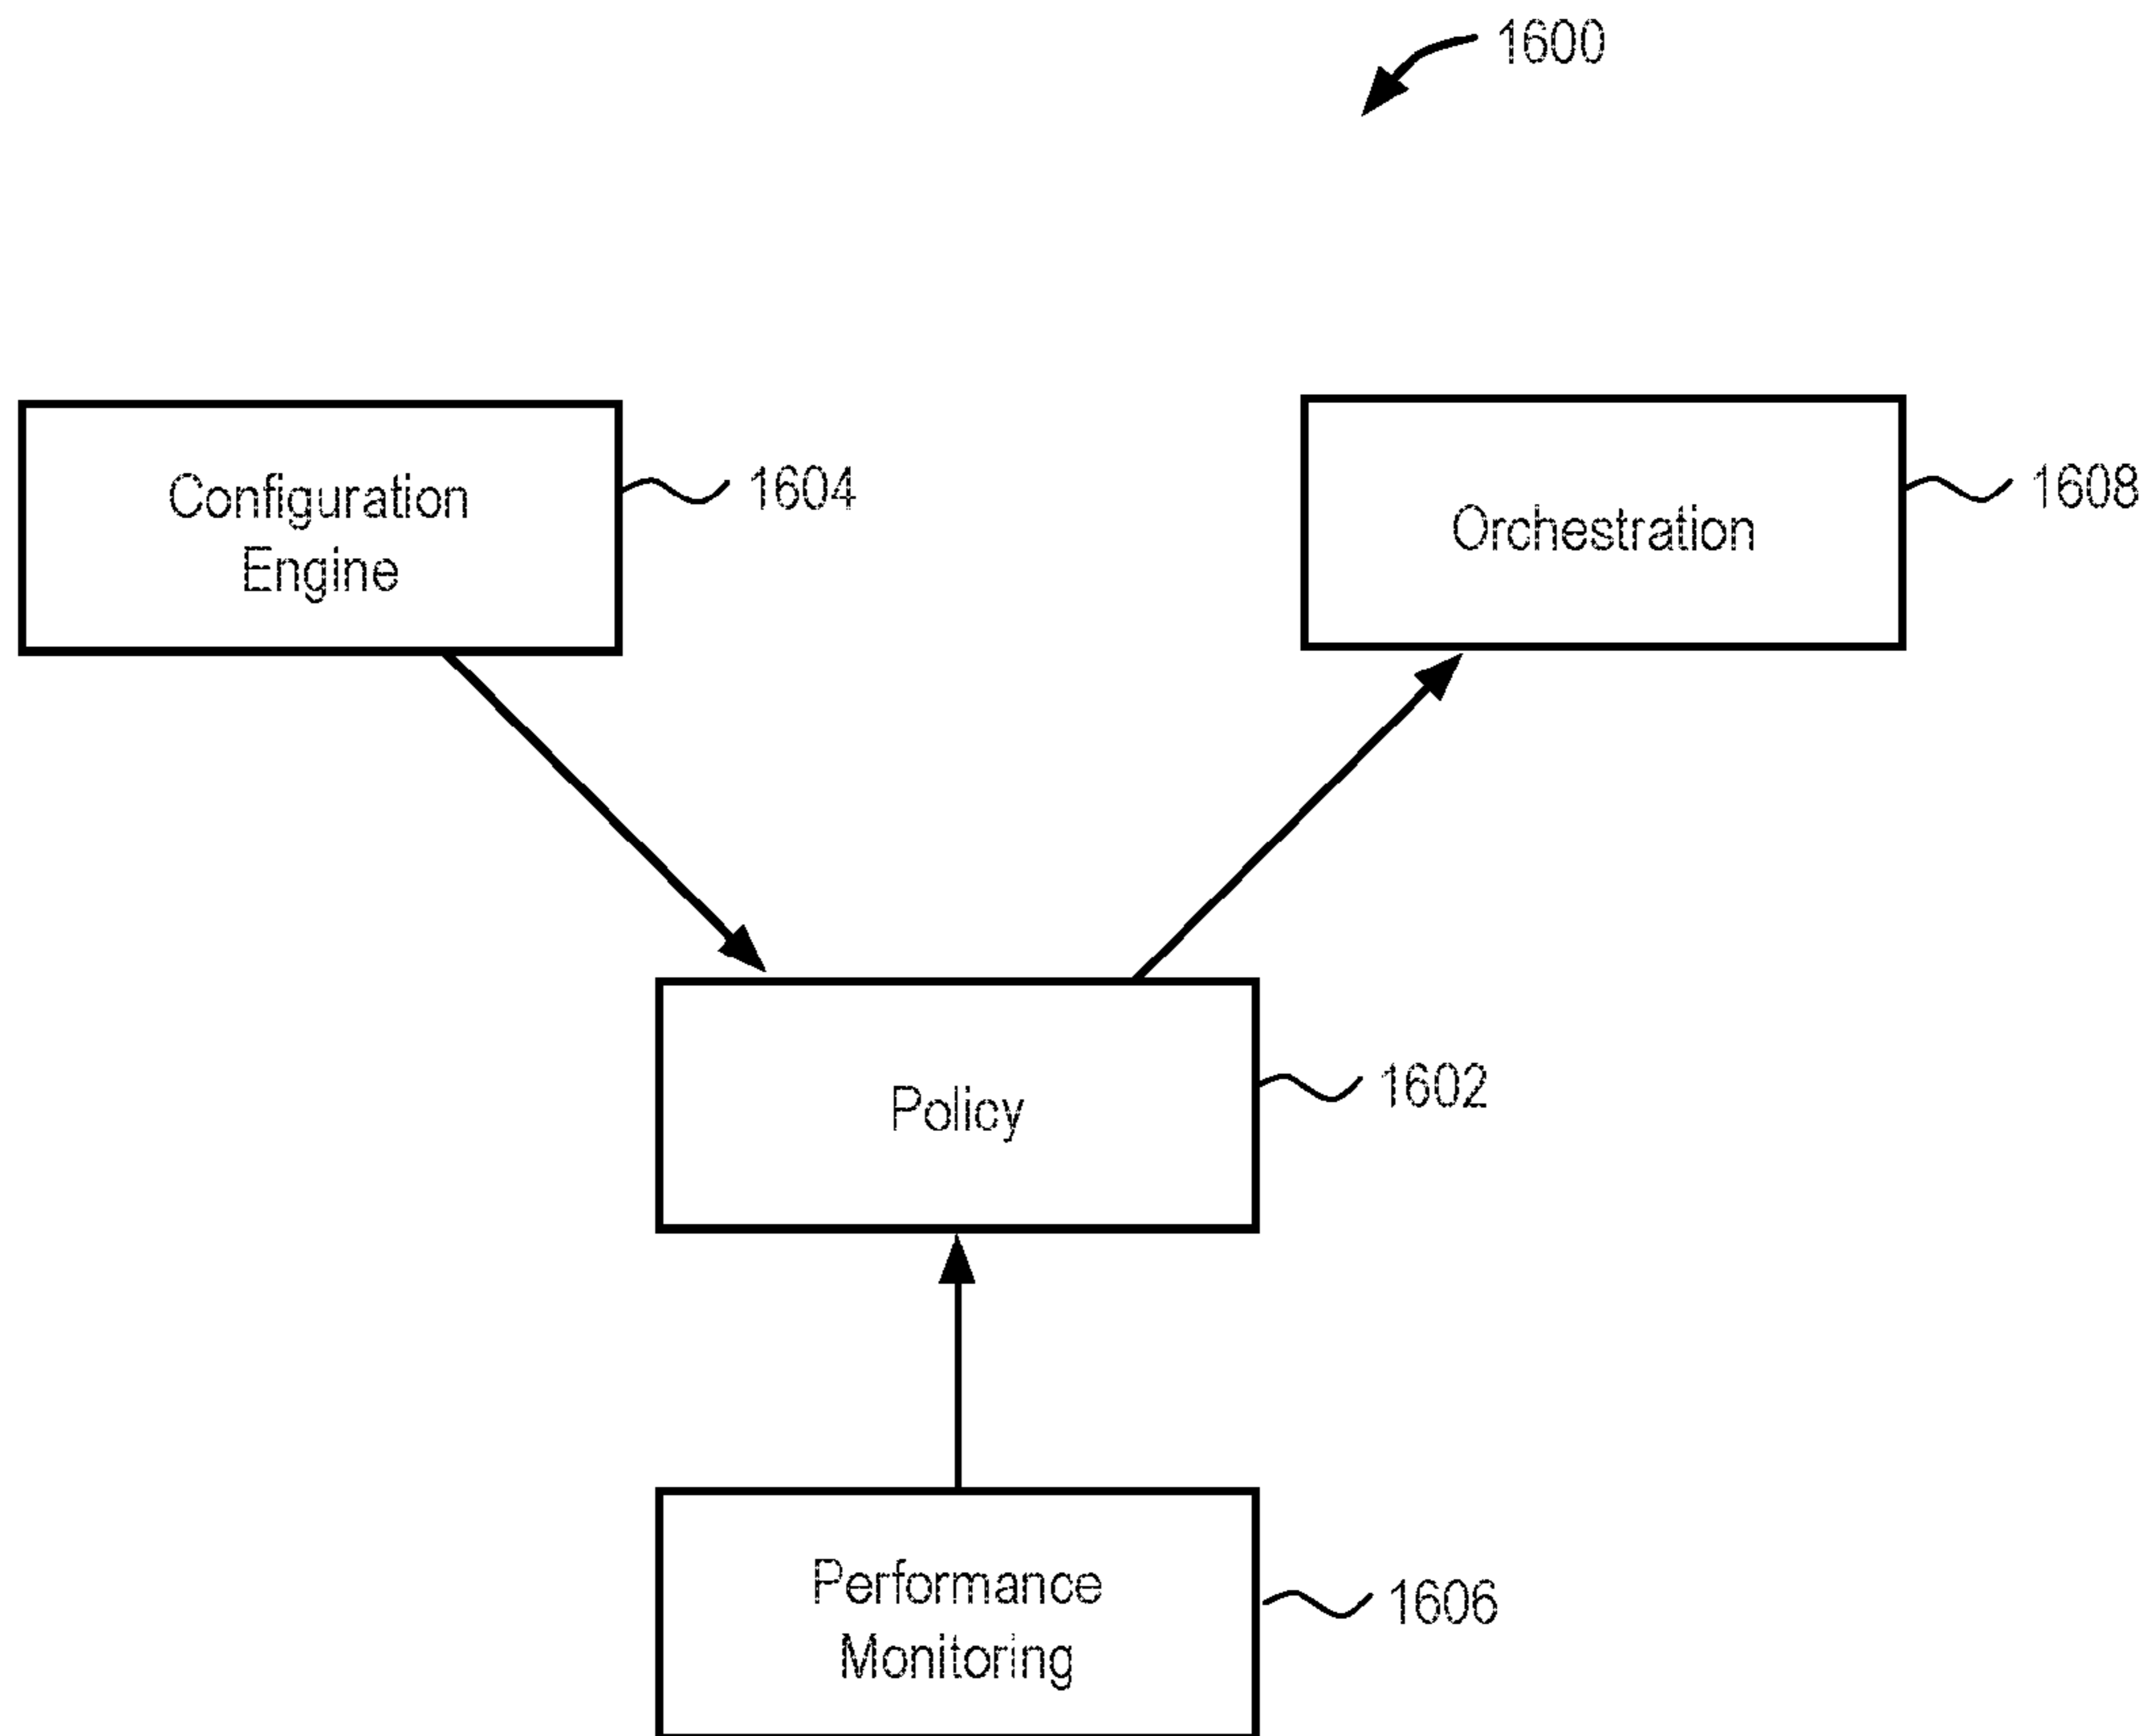 1600
Configuration
Engine
1604
Orchestration
1608
Policy
1602
Performance
Monitoring
1606